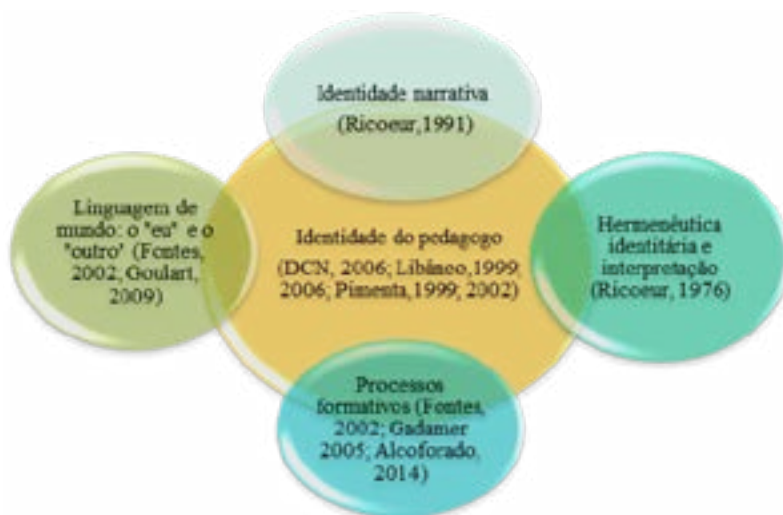 Identidade narrativa
(Ricoeur,1991)
Linguagem de
mundo: o "eu" e o
"outro" (Fontes,
2002, Goulart,
2009)
Identidade do pedagogo
(DCN, 2006; Libâneo,1999;
2006; Pimenta,1999; 2002)
Hermenêutica
identitária e
interpretação
(Ricoeur, 1976)
Processos
formativos (Fontes,
2002; Gadamer
2005; Alcoforado,
2014)